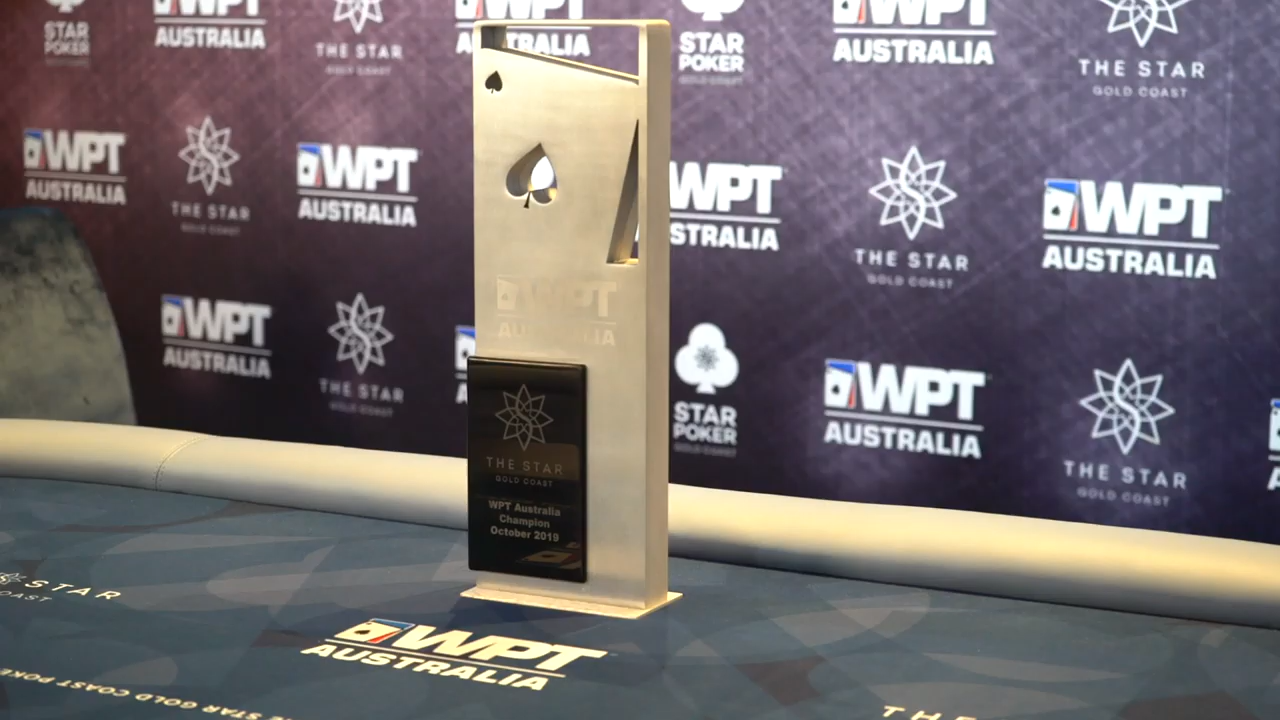 STAR
POKER
WPT
AUSTRALIA
THE STAR
GOLD COAST
WPT
AUSTRALIA
STAR
POKER
WPT
AUSTRALIA
THE STAR
GOLD COAST
WPT
AUSTRALIA
THE STAR
GOLD COAST
WPT
AUSTRALIA
WPT
AUSTRALIA
WPT
STRALIA
THE STAR
GOLD COAST
WPT
AUSTRALIA
WPT
AUSTRALIA
THE STAR
GOLD COAST
STAR
POKER
GOLD COAST
WPT
AUSTRALIA
THE STAR
GOLD COAST
THE STAR
GOLD COAST
WPT Australia
Champion
October 2019
STAR
COAST
WPT
AUSTRALIA
THE STAR GOLD COAST POKE
THE